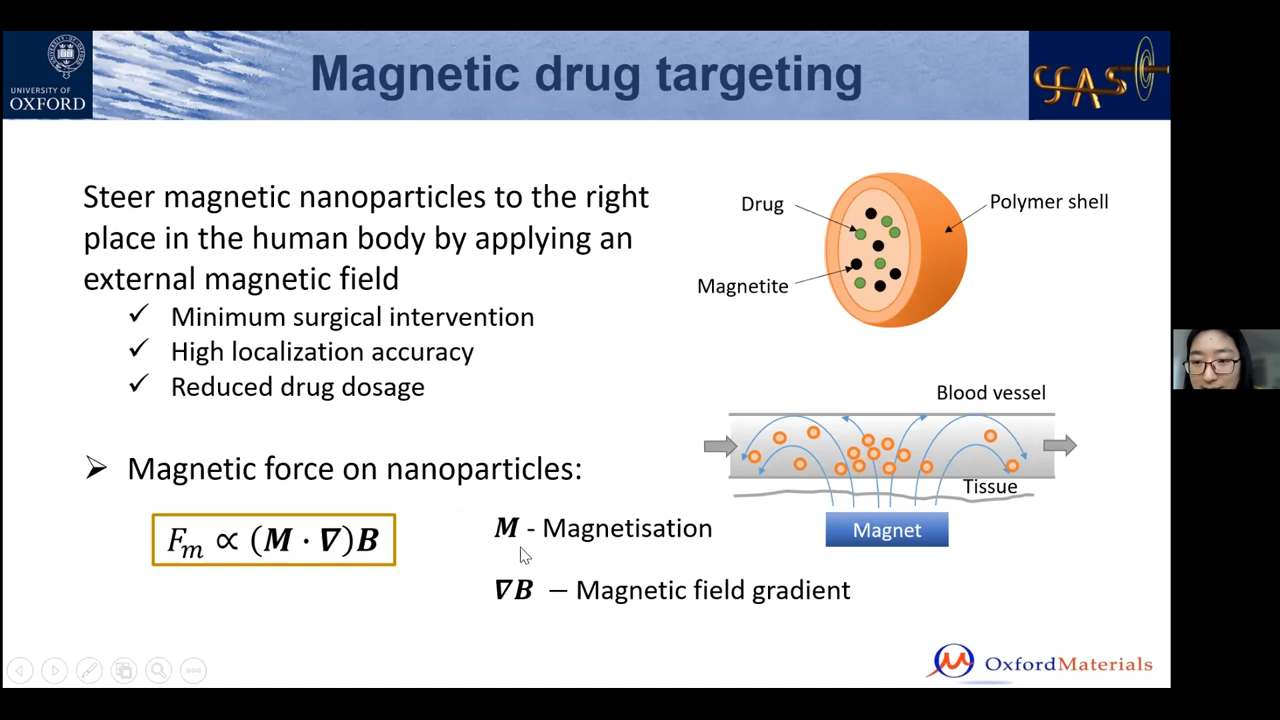 UNIVERSITY OF
OXFORD
Magnetic drug targeting
Steer magnetic nanoparticles to the right
place in the human body by applying an
external magnetic field
✓ Minimum surgical intervention
✓ High localization accuracy
✓ Reduced drug dosage
Drug
Polymer shell
Magnetite
Blood vessel
Tissue
Magnet
➢ Magnetic force on nanoparticles:
Fₘ ∝ (M · ∇)B
M - Magnetisation
∇B – Magnetic field gradient
OxfordMaterials